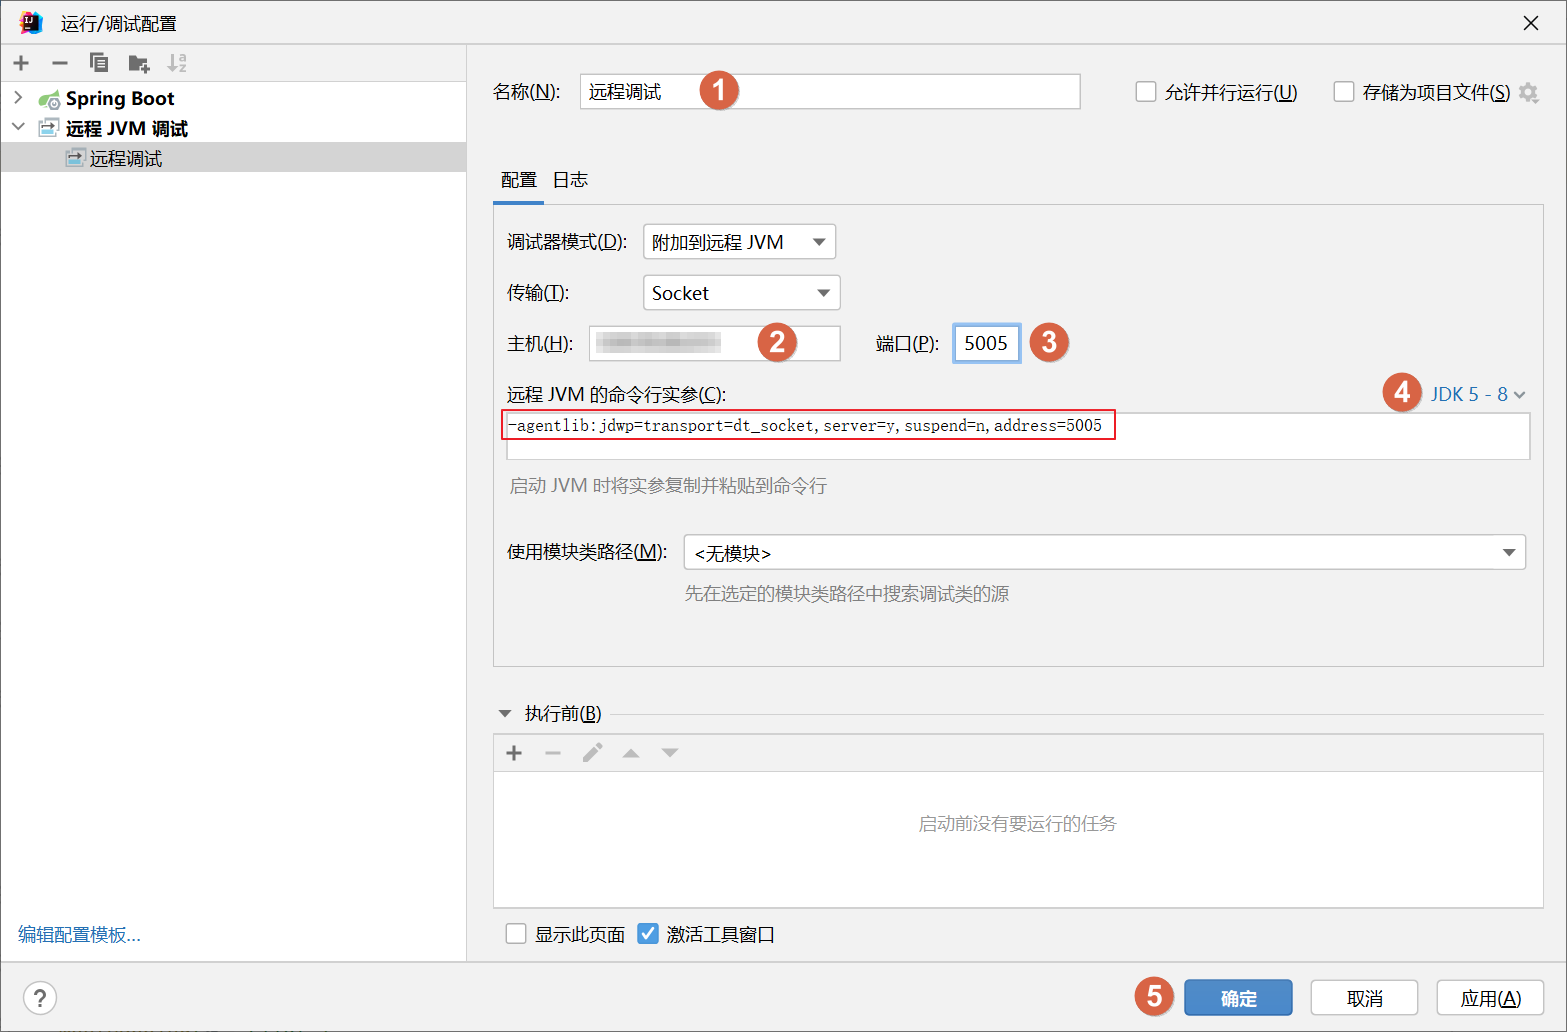 运行/调试配置
Spring Boot
远程 JVM 调试
远程调试
编辑配置模板...
名称(N): 远程调试 1 允许并行运行(U) 存储为项目文件(S)
配置 日志
调试器模式(D): 附加到远程 JVM
传输(T): Socket
主机(H): 2 端口(P): 5005 3
远程 JVM 的命令行实参(C): 4 JDK 5 - 8
-agentlib:jdwp=transport=dt_socket,server=y,suspend=n,address=5005
启动 JVM 时将实参复制并粘贴到命令行
使用模块类路径(M): <无模块>
先在选定的模块类路径中搜索调试类的源
执行前(B)
启动前没有要运行的任务
显示此页面 激活工具窗口
? 5 确定 取消 应用(A)